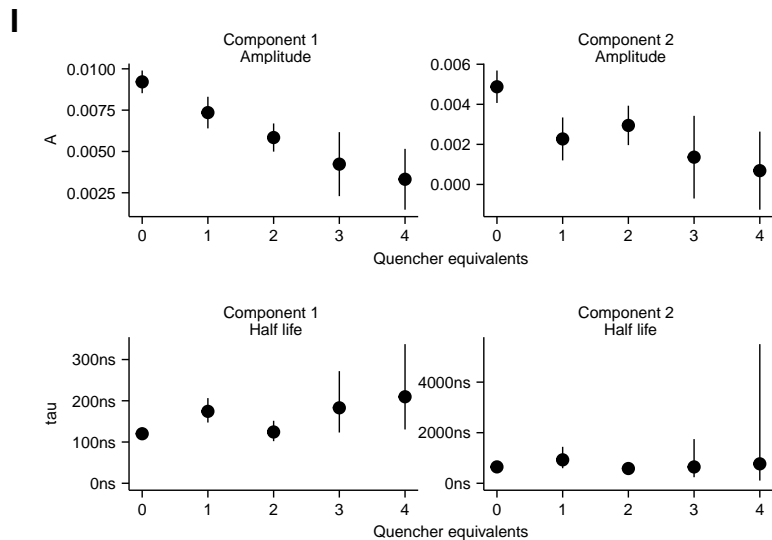 I
Component 1
Amplitude
Component 2
Amplitude
A
0.0100
0.0075
0.0050
0.0025
0 1 2 3 4
0.006
0.004
0.002
0.000
0 1 2 3 4
Quencher equivalents
Component 1
Half life
Component 2
Half life
tau
300ns
200ns
100ns
0ns
0 1 2 3 4
4000ns
2000ns
0ns
0 1 2 3 4
Quencher equivalents